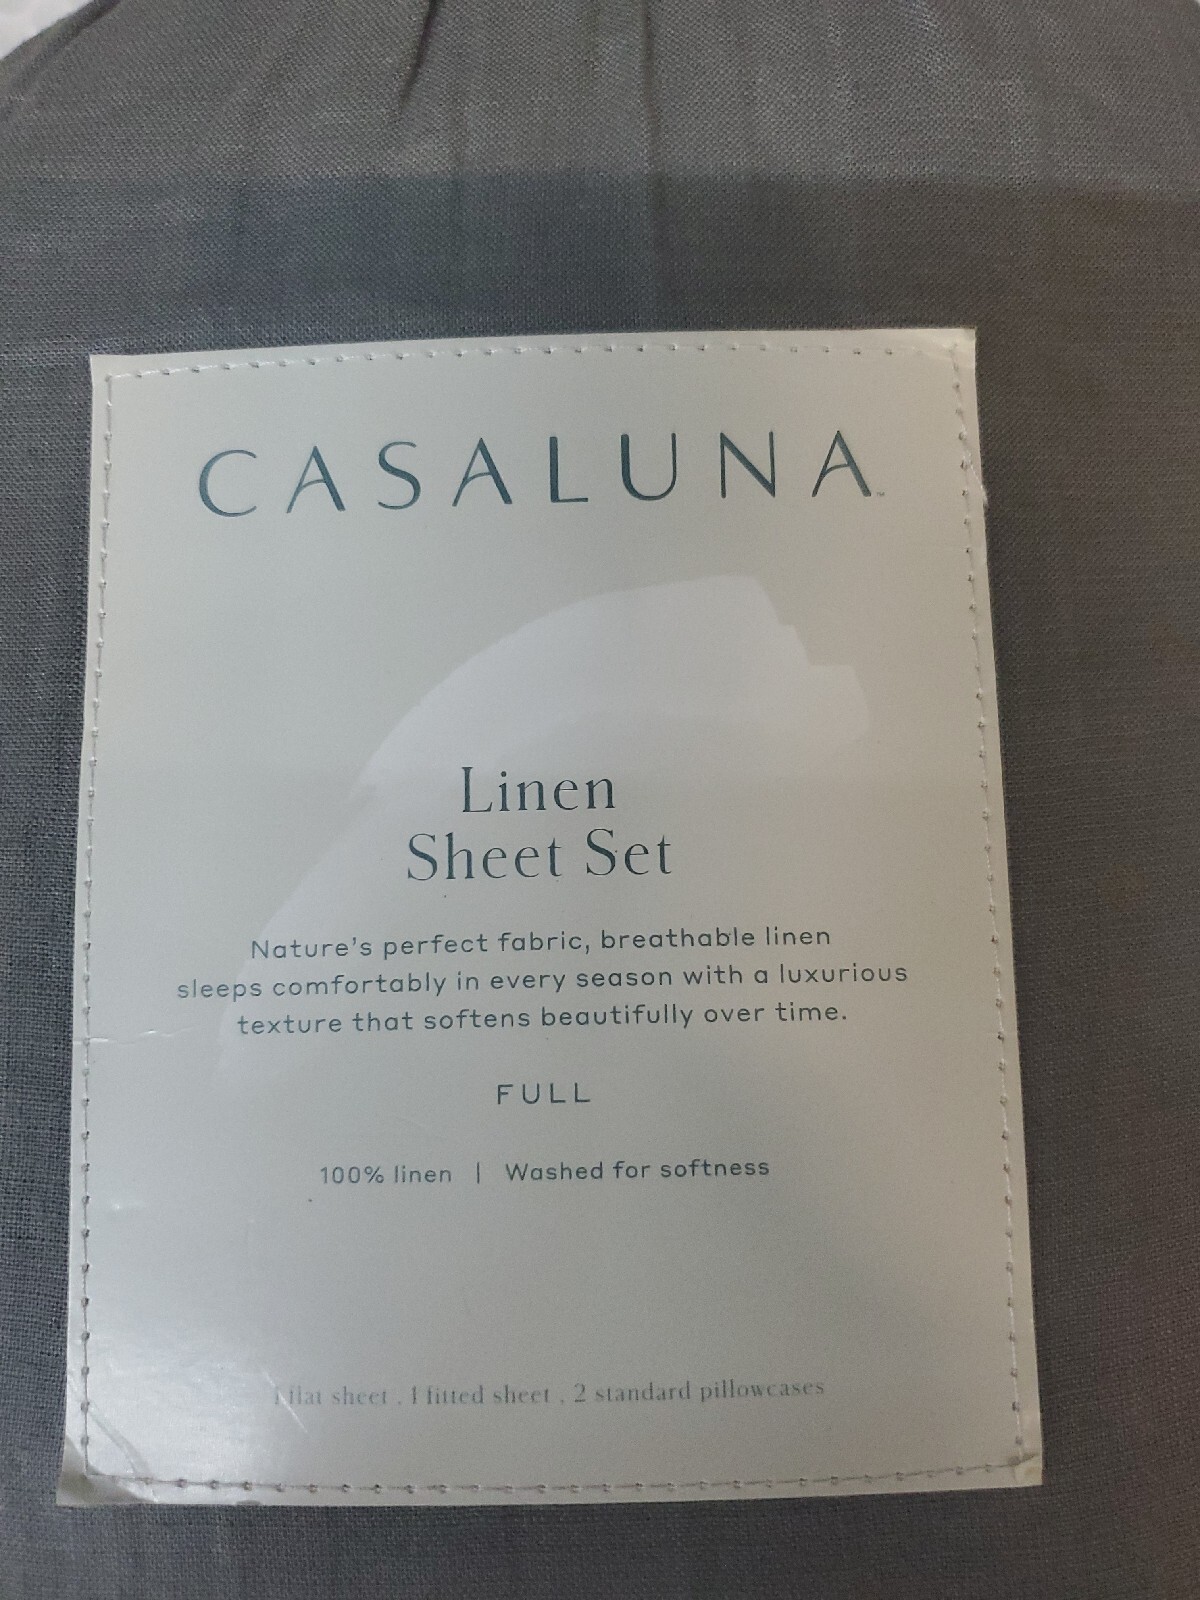 CASALUNA™
Linen
Sheet Set
Nature's perfect fabric, breathable linen
sleeps comfortably in every season with a luxurious
texture that softens beautifully over time.
FULL
100% linen | Washed for softness
1 flat sheet . 1 fitted sheet . 2 standard pillowcases